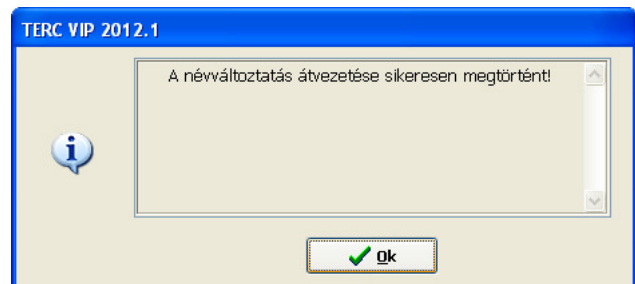 TERC VIP 2012.1
A névváltoztatás átvezetése sikeresen megtörtént!
Ok